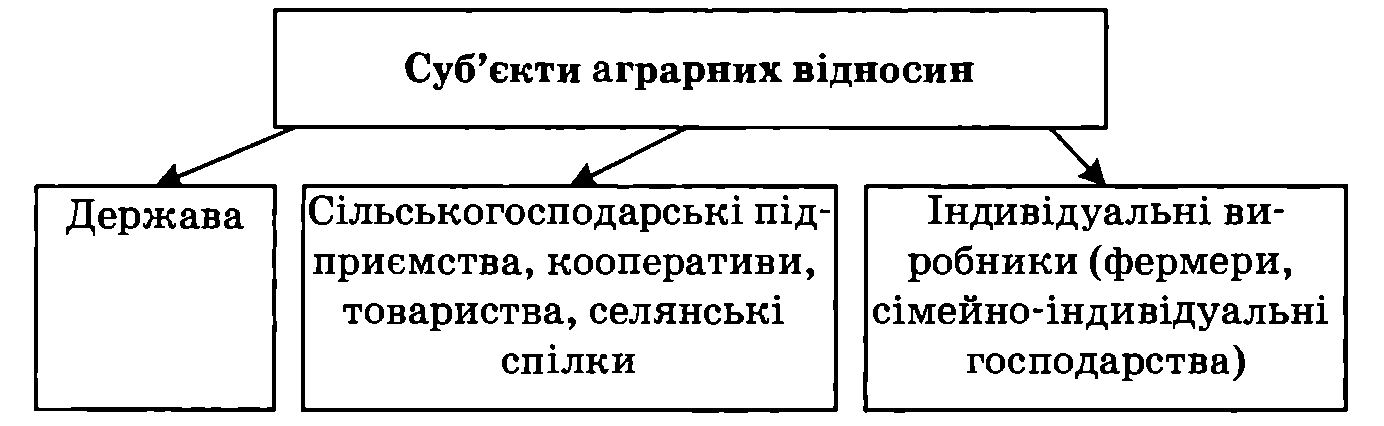 Суб’єкти аграрних відносин
Держава
Сільськогосподарські під-
приємства, кооперативи,
товариства, селянські
спілки
Індивідуальні ви-
робники (фермери,
сімейно-індивідуальні
господарства)